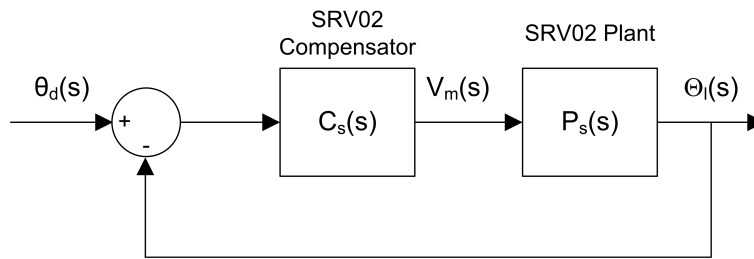 SRV02
Compensator
SRV02 Plant
θd(s)
+
-
Cs(s)
Vm(s)
Ps(s)
Θl(s)